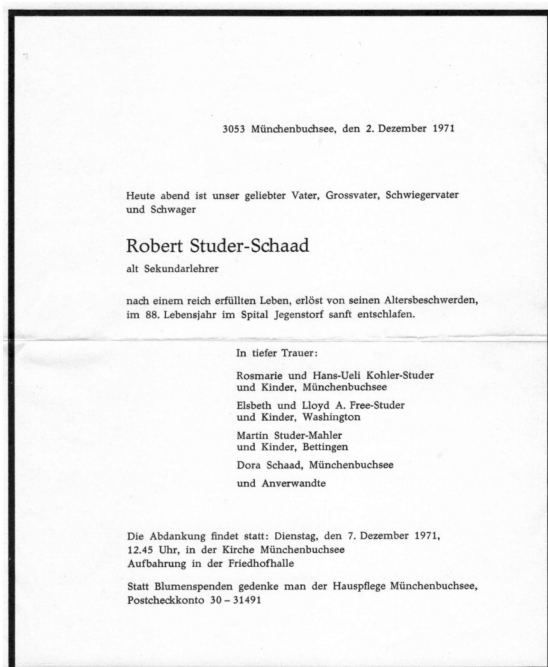 3053 Münchenbuchsee, den 2. Dezember 1971
Heute abend ist unser geliebter Vater, Grossvater, Schwiegervater
und Schwager
Robert Studer-Schaad
alt Sekundarlehrer
nach einem reich erfüllten Leben, erlöst von seinen Altersbeschwerden,
im 88. Lebensjahr im Spital Jegenstorf sanft entschlafen.
In tiefer Trauer:
Rosmarie und Hans-Ueli Kohler-Studer
und Kinder, Münchenbuchsee
Elsbeth und Lloyd A. Free-Studer
und Kinder, Washington
Martin Studer-Mahler
und Kinder, Bettingen
Dora Schaad, Münchenbuchsee
und Anverwandte
Die Abdankung findet statt: Dienstag, den 7. Dezember 1971,
12.45 Uhr, in der Kirche Münchenbuchsee
Aufbahrung in der Friedhofhalle
Statt Blumenspenden gedenke man der Hauspflege Münchenbuchsee,
Postcheckkonto 30 – 31491